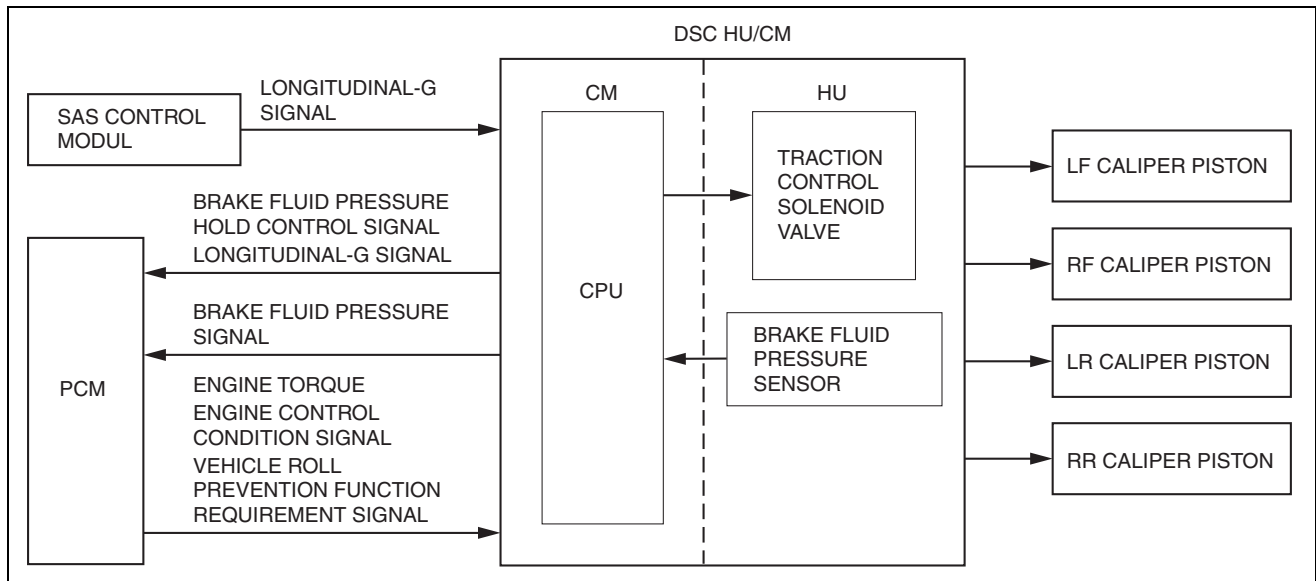 DSC HU/CM
SAS CONTROL
MODUL
LONGITUDINAL-G
SIGNAL
BRAKE FLUID PRESSURE
HOLD CONTROL SIGNAL
LONGITUDINAL-G SIGNAL
BRAKE FLUID PRESSURE
SIGNAL
PCM
ENGINE TORQUE
ENGINE CONTROL
CONDITION SIGNAL
VEHICLE ROLL
PREVENTION FUNCTION
REQUIREMENT SIGNAL
CM
CPU
HU
TRACTION
CONTROL
SOLENOID
VALVE
BRAKE FLUID
PRESSURE
SENSOR
LF CALIPER PISTON
RF CALIPER PISTON
LR CALIPER PISTON
RR CALIPER PISTON